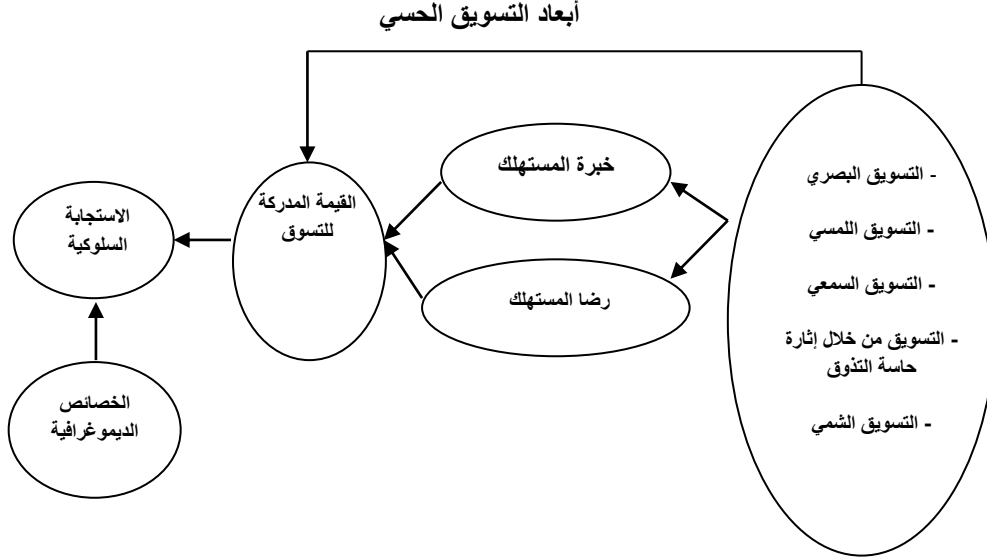 أبعاد التسويق الحسي
- التسويق البصري
- التسويق اللمسي
- التسويق السمعي
- التسويق من خلال إثارة
حاسة التذوق
- التسويق الشمي
خبرة المستهلك
رضا المستهلك
القيمة المدركة
للتسوق
الاستجابة
السلوكية
الخصائص
الديموغرافية